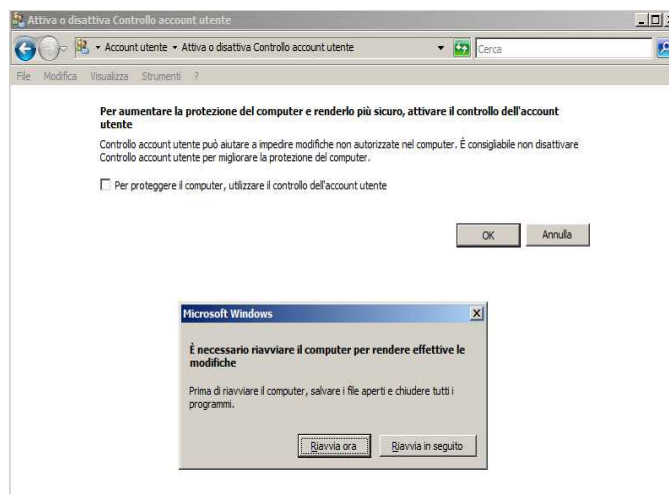 Attiva o disattiva Controllo account utente
Account utente Attiva o disattiva Controllo account utente Cerca
File Modifica Visualizza Strumenti ?
Per aumentare la protezione del computer e renderlo più sicuro, attivare il controllo dell'account
utente
Controllo account utente può aiutare a impedire modifiche non autorizzate nel computer. È consigliabile non disattivare
Controllo account utente per migliorare la protezione del computer.
Per proteggere il computer, utilizzare il controllo dell'account utente
OK Annulla
Microsoft Windows
È necessario riavviare il computer per rendere effettive le
modifiche
Prima di riavviare il computer, salvare i file aperti e chiudere tutti i
programmi.
Riavvia ora Riavvia in seguito